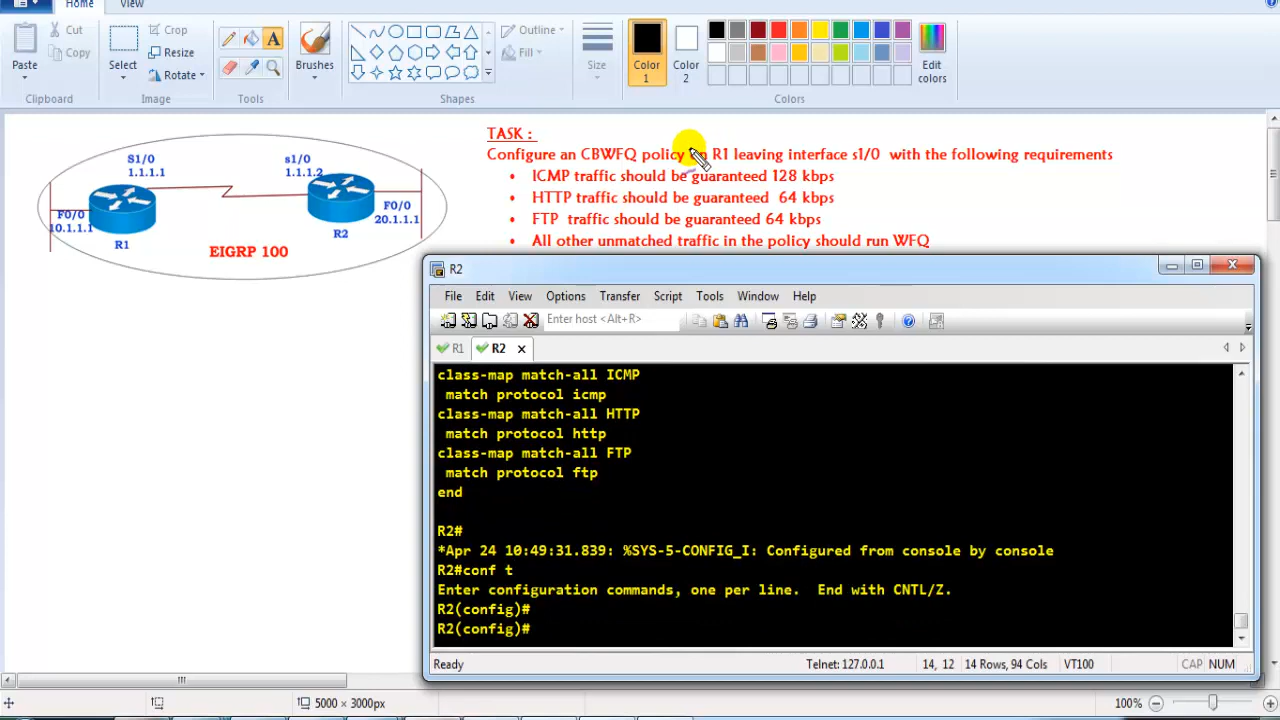 Home
View
Cut
Copy
Paste
Clipboard
Select
Crop
Resize
Rotate
Image
A
Tools
Brushes
Shapes
Outline
Fill
Size
Color
1
Color
2
Colors
Edit
colors
S1/0
1.1.1.1
s1/0
1.1.1.2
F0/0
10.1.1.1
R1
R2
F0/0
20.1.1.1
EIGRP 100
TASK :
Configure an CBWFQ policy on R1 leaving interface s1/0 with the following requirements
• ICMP traffic should be guaranteed 128 kbps
• HTTP traffic should be guaranteed 64 kbps
• FTP traffic should be guaranteed 64 kbps
• All other unmatched traffic in the policy should run WFQ
R2
File Edit View Options Transfer Script Tools Window Help
Enter host <Alt+R>
R1
R2
class-map match-all ICMP
match protocol icmp
class-map match-all HTTP
match protocol http
class-map match-all FTP
match protocol ftp
end
R2#
*Apr 24 10:49:31.839: %SYS-5-CONFIG_I: Configured from console by console
R2#conf t
Enter configuration commands, one per line. End with CNTL/Z.
R2(config)#
R2(config)#
Ready
Telnet: 127.0.0.1
14, 12
14 Rows, 94 Cols
VT100
CAP NUM
5000 × 3000px
100%